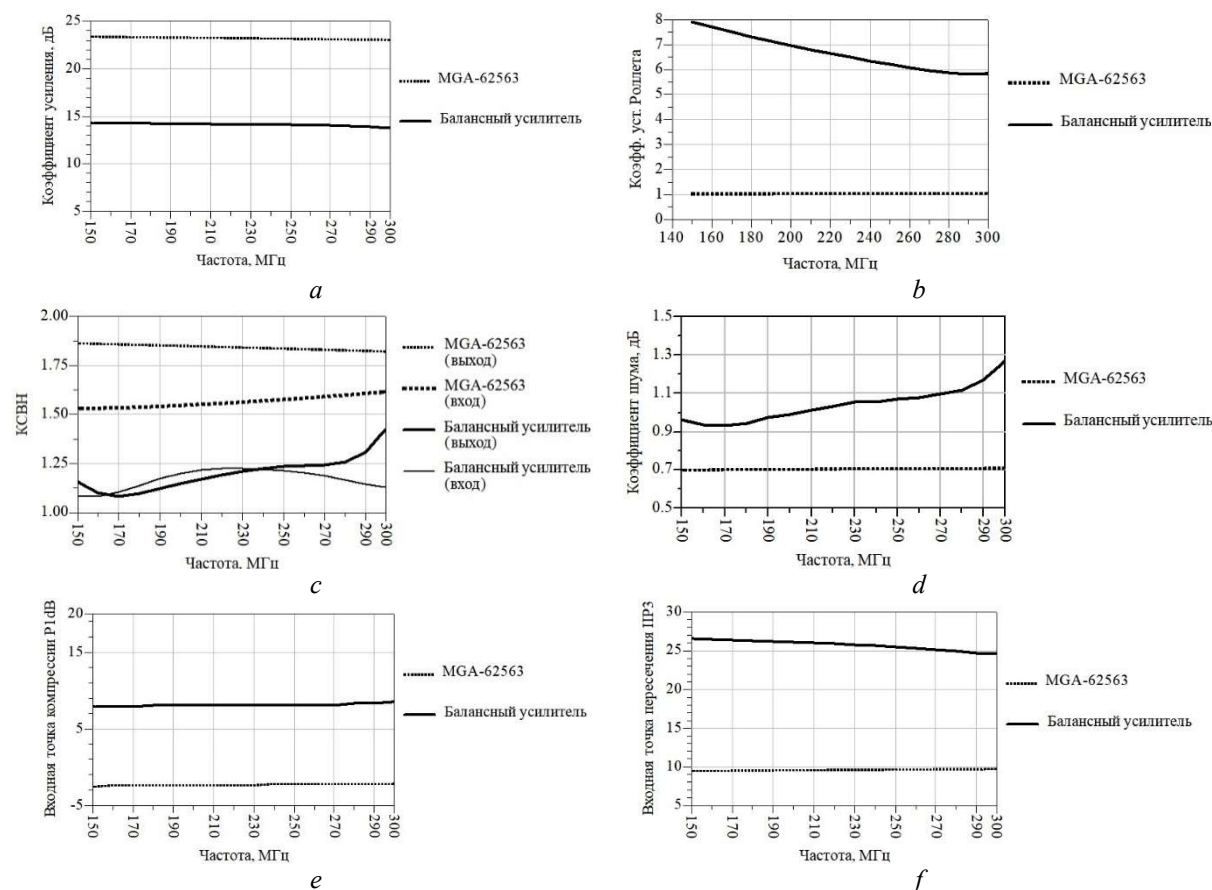 Коэффициент усиления, дБ
25
20
15
10
5
150
170
190
210
230
250
270
290
300
Частота, МГц
MGA-62563
Балансный усилитель
a
Коэфф. уст. Роллета
8
7
6
5
4
3
2
1
0
140
160
180
200
220
240
260
280
300
Частота, МГц
MGA-62563
Балансный усилитель
b
КСВН
2.00
1.75
1.50
1.25
1.00
150
170
190
210
230
250
270
290
300
Частота, МГц
MGA-62563
(выход)
MGA-62563
(вход)
Балансный усилитель
(выход)
Балансный усилитель
(вход)
c
Коэффициент шума, дБ
1.5
1.3
1.1
0.9
0.7
0.5
150
170
190
210
230
250
270
290
300
Частота, МГц
MGA-62563
Балансный усилитель
d
Входная точка компрессии P1dB
20
15
5
-5
150
170
190
210
230
250
270
290
300
Частота, МГц
MGA-62563
Балансный усилитель
e
Входная точка пересечения IIP3
30
25
20
15
10
5
150
170
190
210
230
250
270
290
300
Частота, МГц
MGA-62563
Балансный усилитель
f